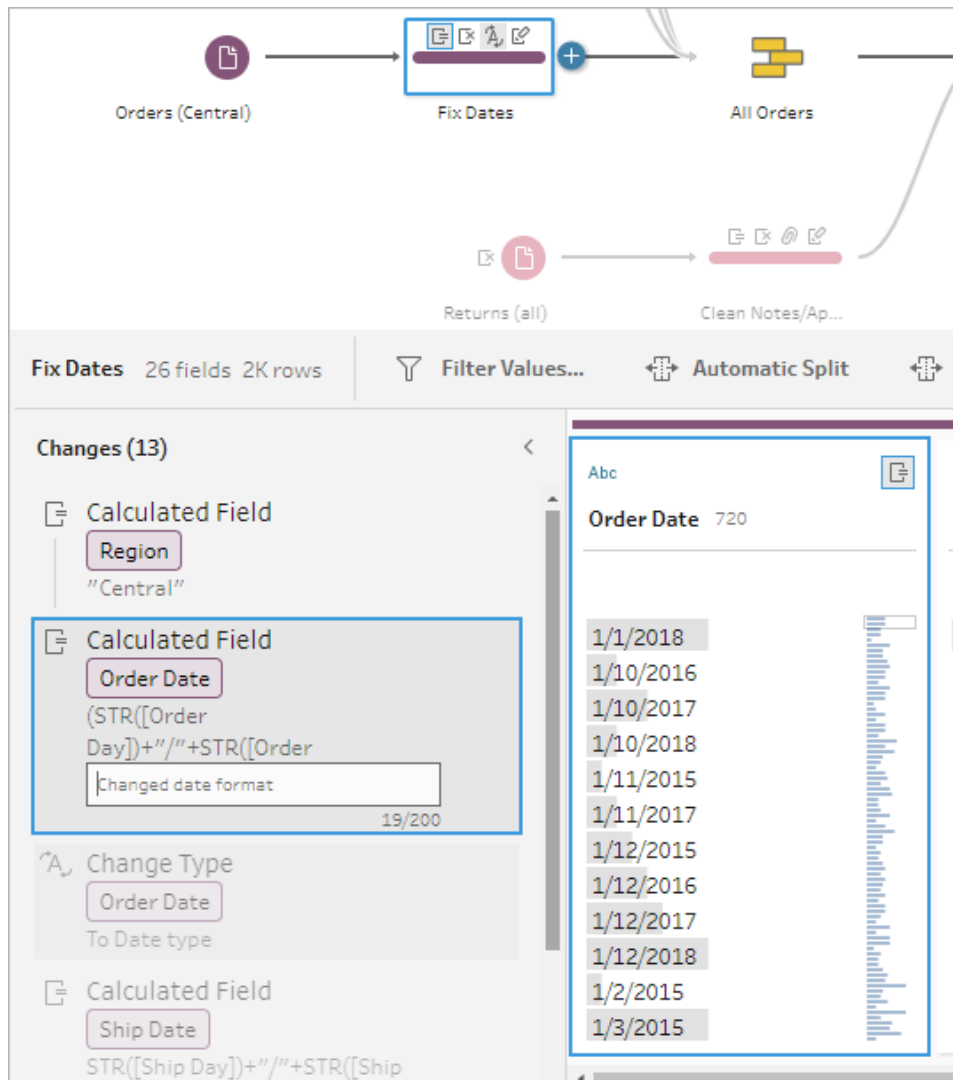 Orders (Central)
Fix Dates
All Orders
Returns (all)
Clean Notes/Ap...
Fix Dates 26 fields 2K rows
Filter Values...
Automatic Split
Changes (13)
Calculated Field
Region
"Central"
Calculated Field
Order Date
(STR([Order
Day])+"/"+STR([Order
Changed date format
19/200
Change Type
Order Date
To Date type
Calculated Field
Ship Date
STR([Ship Day])+"/"+STR([Ship
Abc
Order Date 720
1/1/2018
1/10/2016
1/10/2017
1/10/2018
1/11/2015
1/11/2017
1/12/2015
1/12/2016
1/12/2017
1/12/2018
1/2/2015
1/3/2015